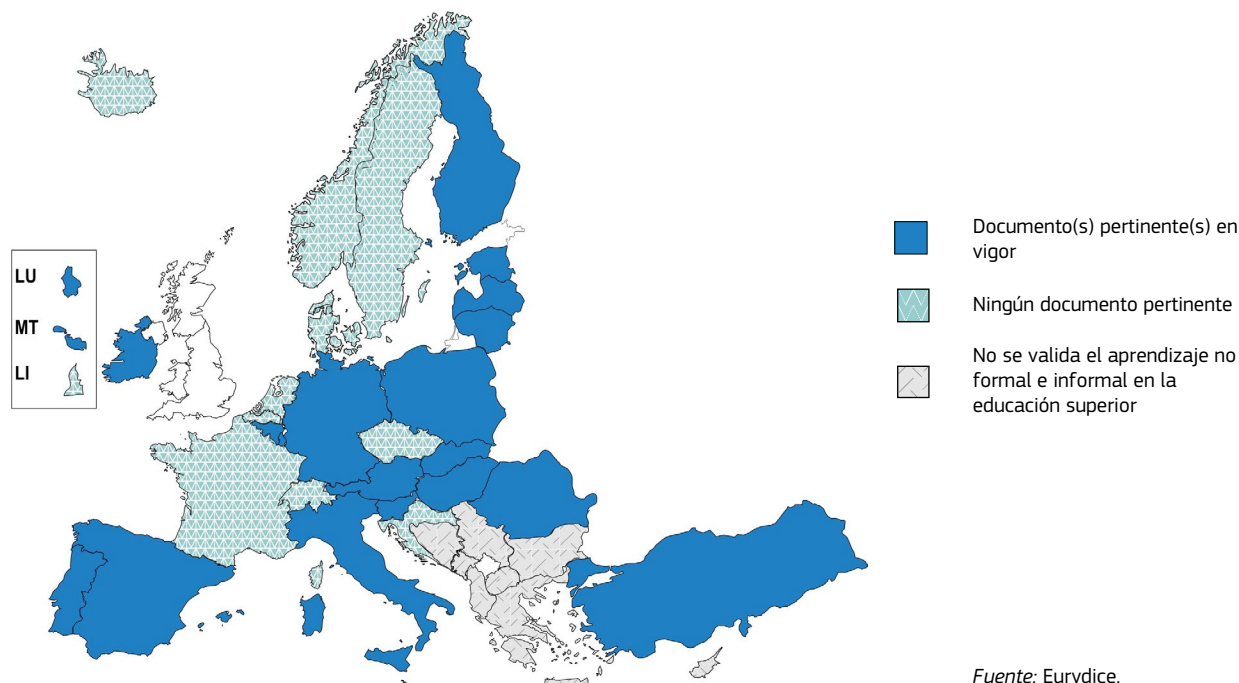 LU
MT
LI
Documento(s) pertinente(s) en
vigor
Ningún documento pertinente
No se valida el aprendizaje no
formal e informal en la
educación superior
Fuente: Eurydice.